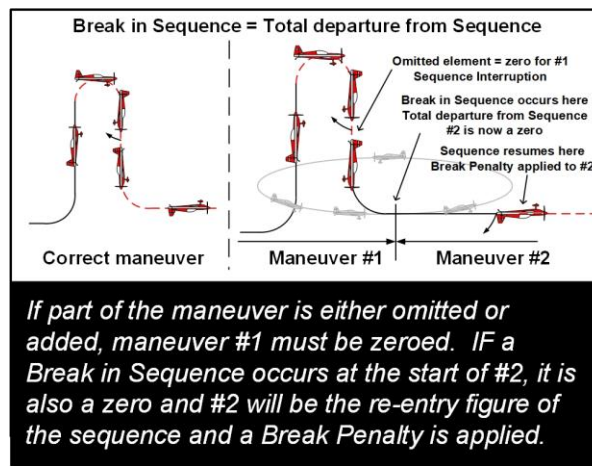 Break in Sequence = Total departure from Sequence
Omitted element = zero for #1
Sequence Interruption
Break in Sequence occurs here
Total departure from Sequence
#2 is now a zero
Sequence resumes here
Break Penalty applied to #2
Correct maneuver
Maneuver #1
Maneuver #2
If part of the maneuver is either omitted or
added, maneuver #1 must be zeroed. IF a
Break in Sequence occurs at the start of #2, it is
also a zero and #2 will be the re-entry figure of
the sequence and a Break Penalty is applied.